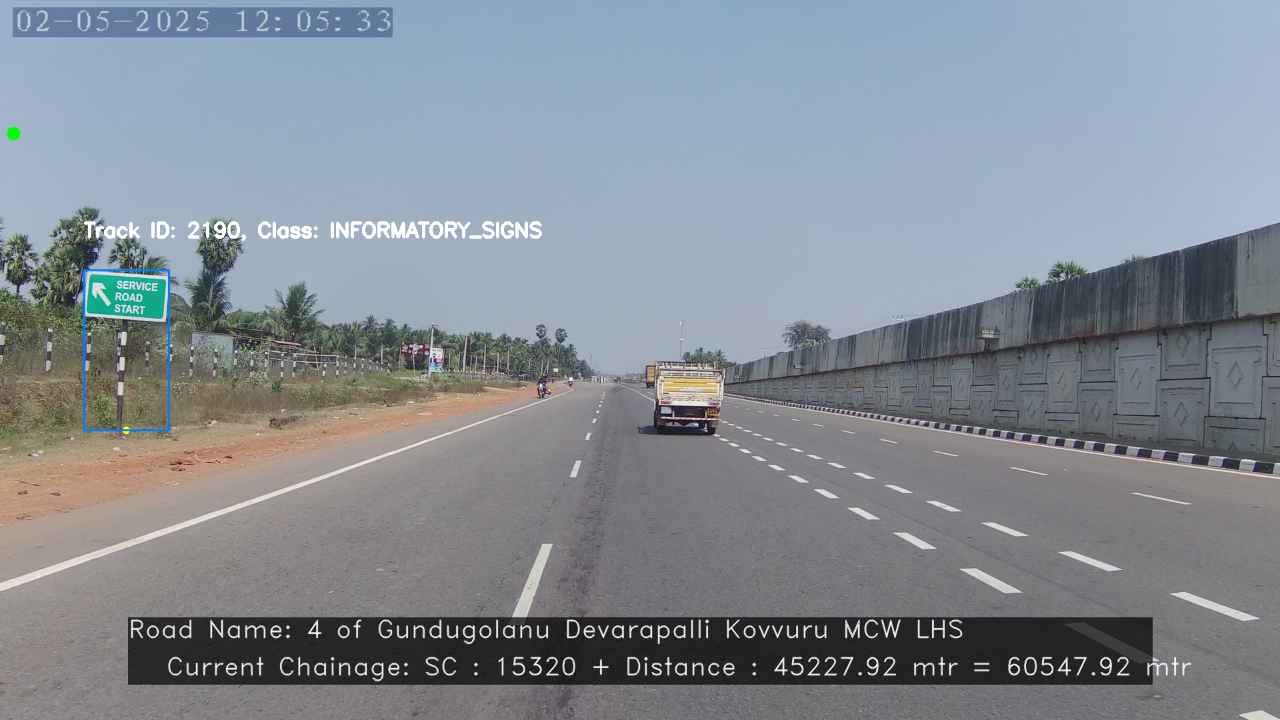 02-05-2025 12:05:33
Track ID: 2190, Class: INFORMATORY_SIGNS
SERVICE
ROAD
START
Road Name: 4 of Gundugolanu Devarapalli Kovvuru MCW LHS
Current Chainage: SC : 15320 + Distance : 45227.92 mtr = 60547.92 mtr